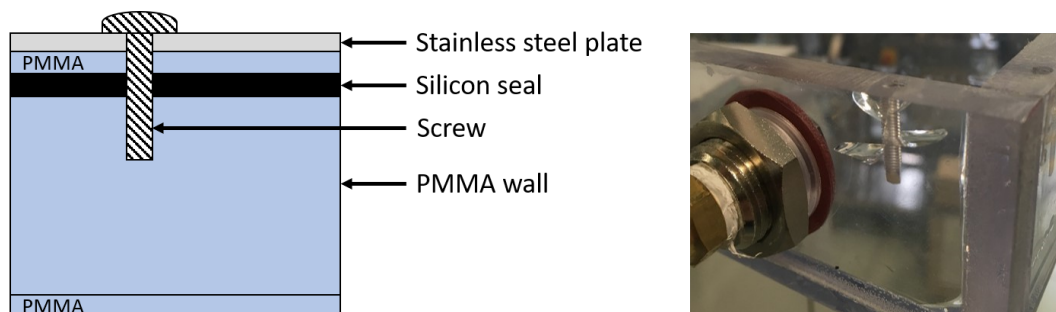 Stainless steel plate
PMMA
Silicon seal
Screw
PMMA wall
PMMA